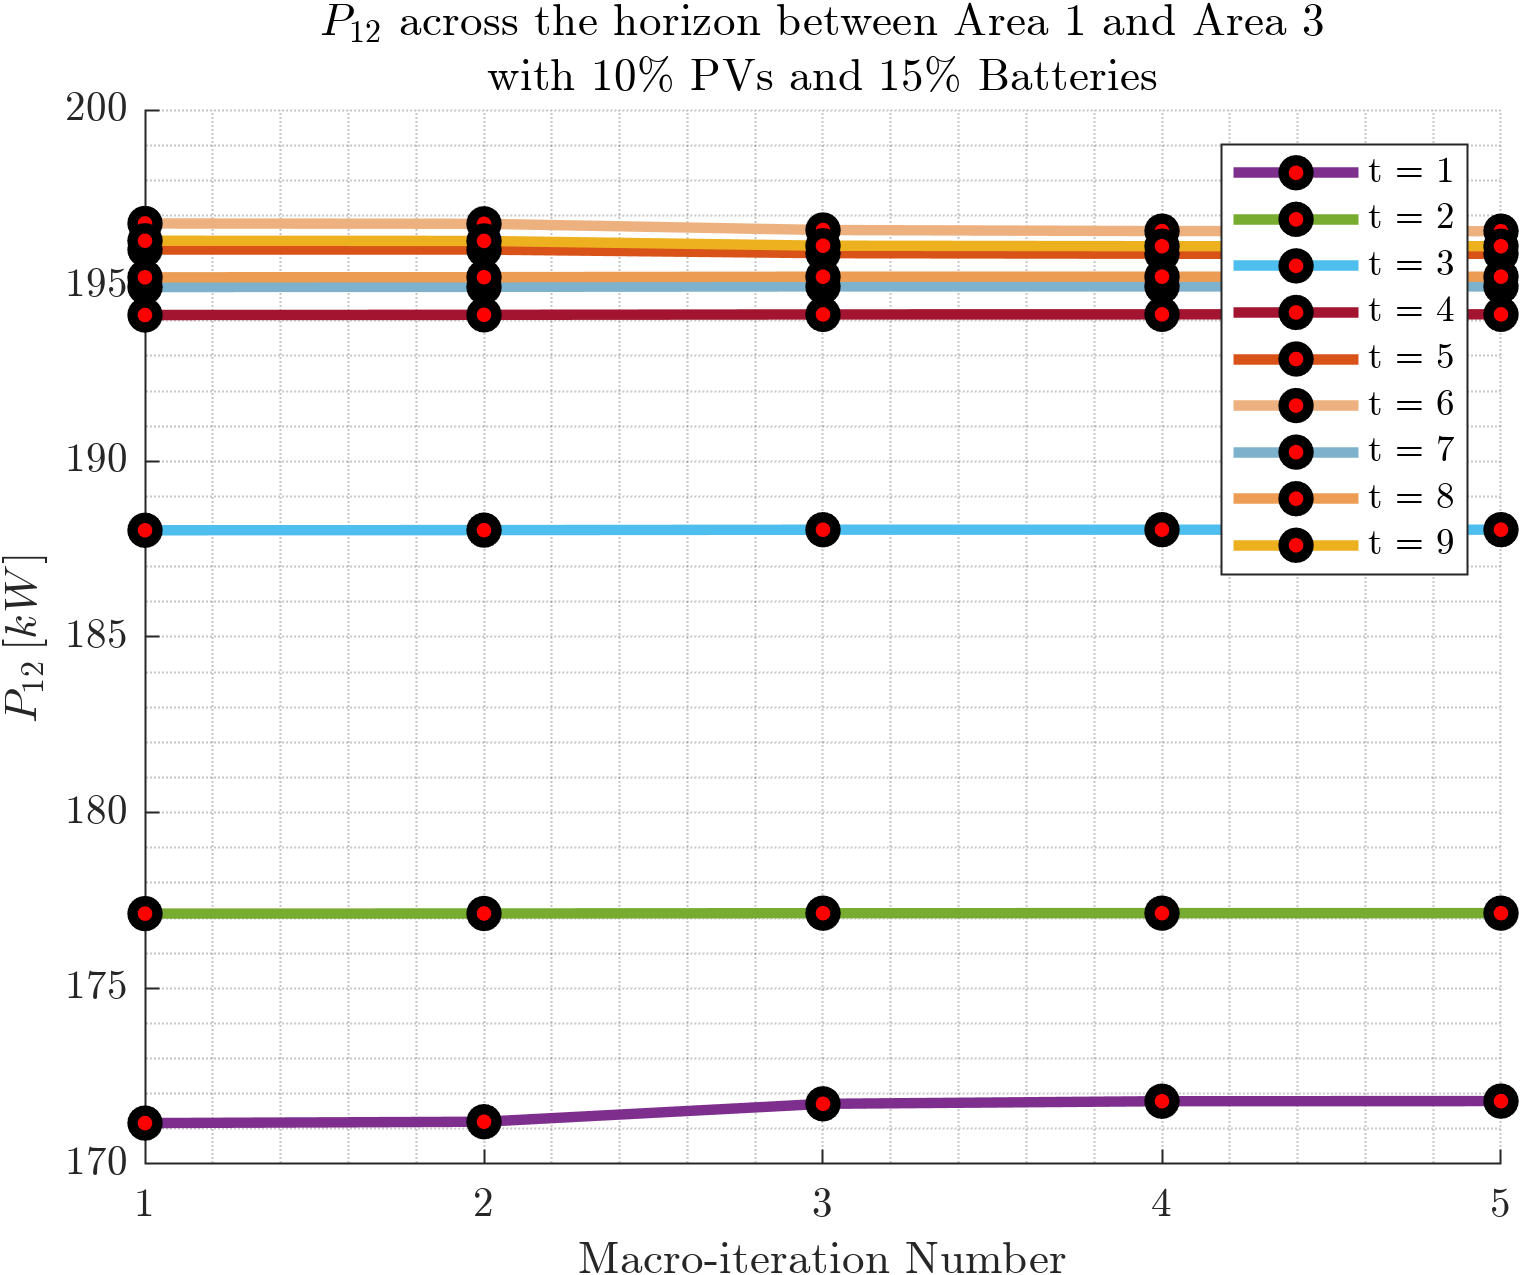 P₁₂ across the horizon between Area 1 and Area 3
with 10% PVs and 15% Batteries
200
195
190
185
180
175
170
P₁₂ [kW]
t = 1
t = 2
t = 3
t = 4
t = 5
t = 6
t = 7
t = 8
t = 9
1 2 3 4 5
Macro-iteration Number